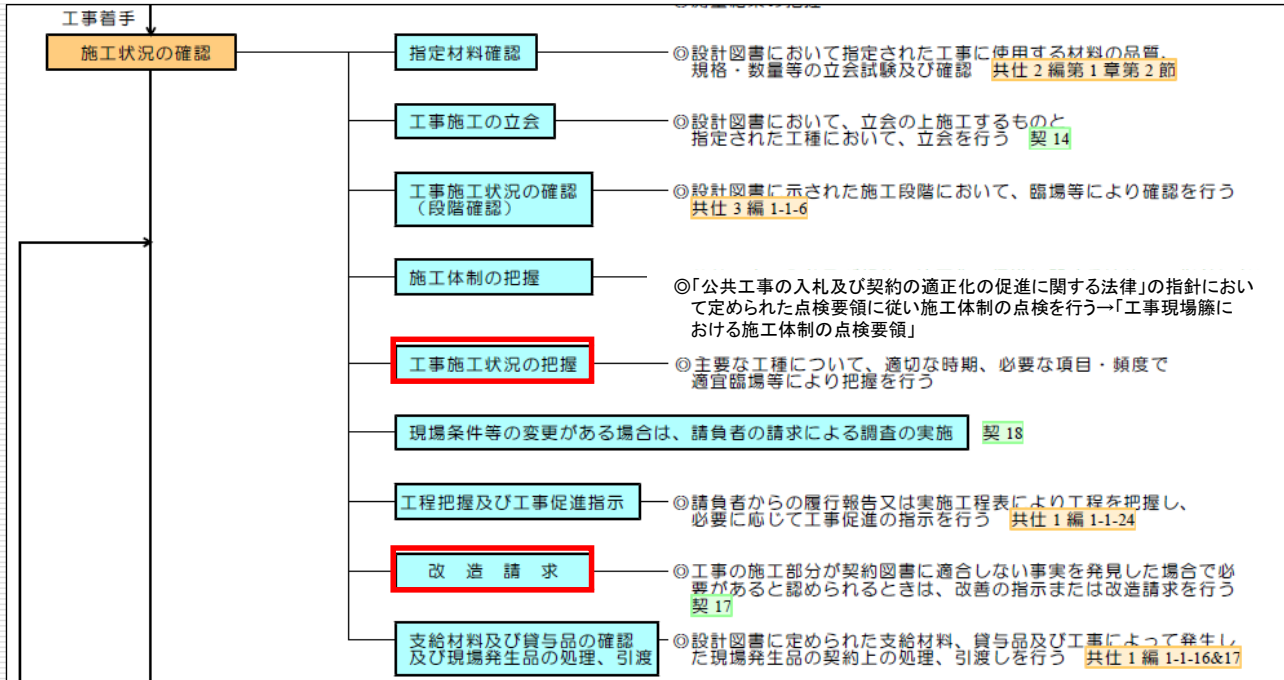 工事着手
施工状況の確認
指定材料確認
◎設計図書において指定された工事に使用する材料の品質、
規格・数量等の立会試験及び確認 共仕 2 編第 1 章第 2 節
工事施工の立会
◎設計図書において、立会の上施工するものと
指定された工種において、立会を行う 契 14
工事施工状況の確認
（段階確認）
◎設計図書に示された施工段階において、臨場等により確認を行う
共仕 3 編 1-1-6
施工体制の把握
◎「公共工事の入札及び契約の適正化の促進に関する法律」の指針におい
て定められた点検要領に従い施工体制の点検を行う→「工事現場籐に
おける施工体制の点検要領」
工事施工状況の把握
◎主要な工種について、適切な時期、必要な項目・頻度で
適宜臨場等により把握を行う
現場条件等の変更がある場合は、請負者の請求による調査の実施 契 18
工程把握及び工事促進指示
◎請負者からの履行報告又は実施工程表により工程を把握し、
必要に応じて工事促進の指示を行う 共仕 1 編 1-1-24
改 造 請 求
◎工事の施工部分が契約図書に適合しない事実を発見した場合で必
要があると認められるときは、改善の指示または改造請求を行う
契 17
支給材料及び貸与品の確認
及び現場発生品の処理、引渡
◎設計図書に定められた支給材料、貸与品及び工事によって発生し
た現場発生品の契約上の処理、引渡しを行う 共仕 1 編 1-1-16&17